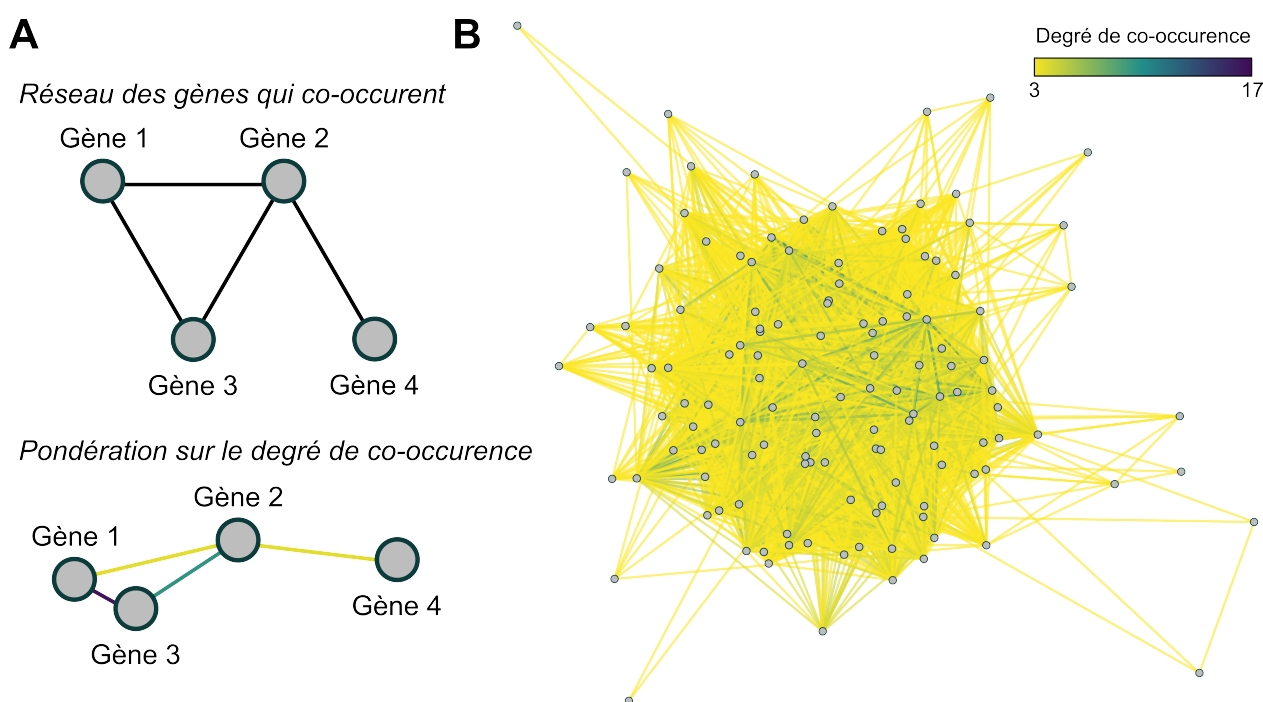 A
Réseau des gènes qui co-occurent
Gène 1
Gène 2
Gène 3
Gène 4
Pondération sur le degré de co-occurence
Gène 2
Gène 1
Gène 4
Gène 3
B
Degré de co-occurence
3
17